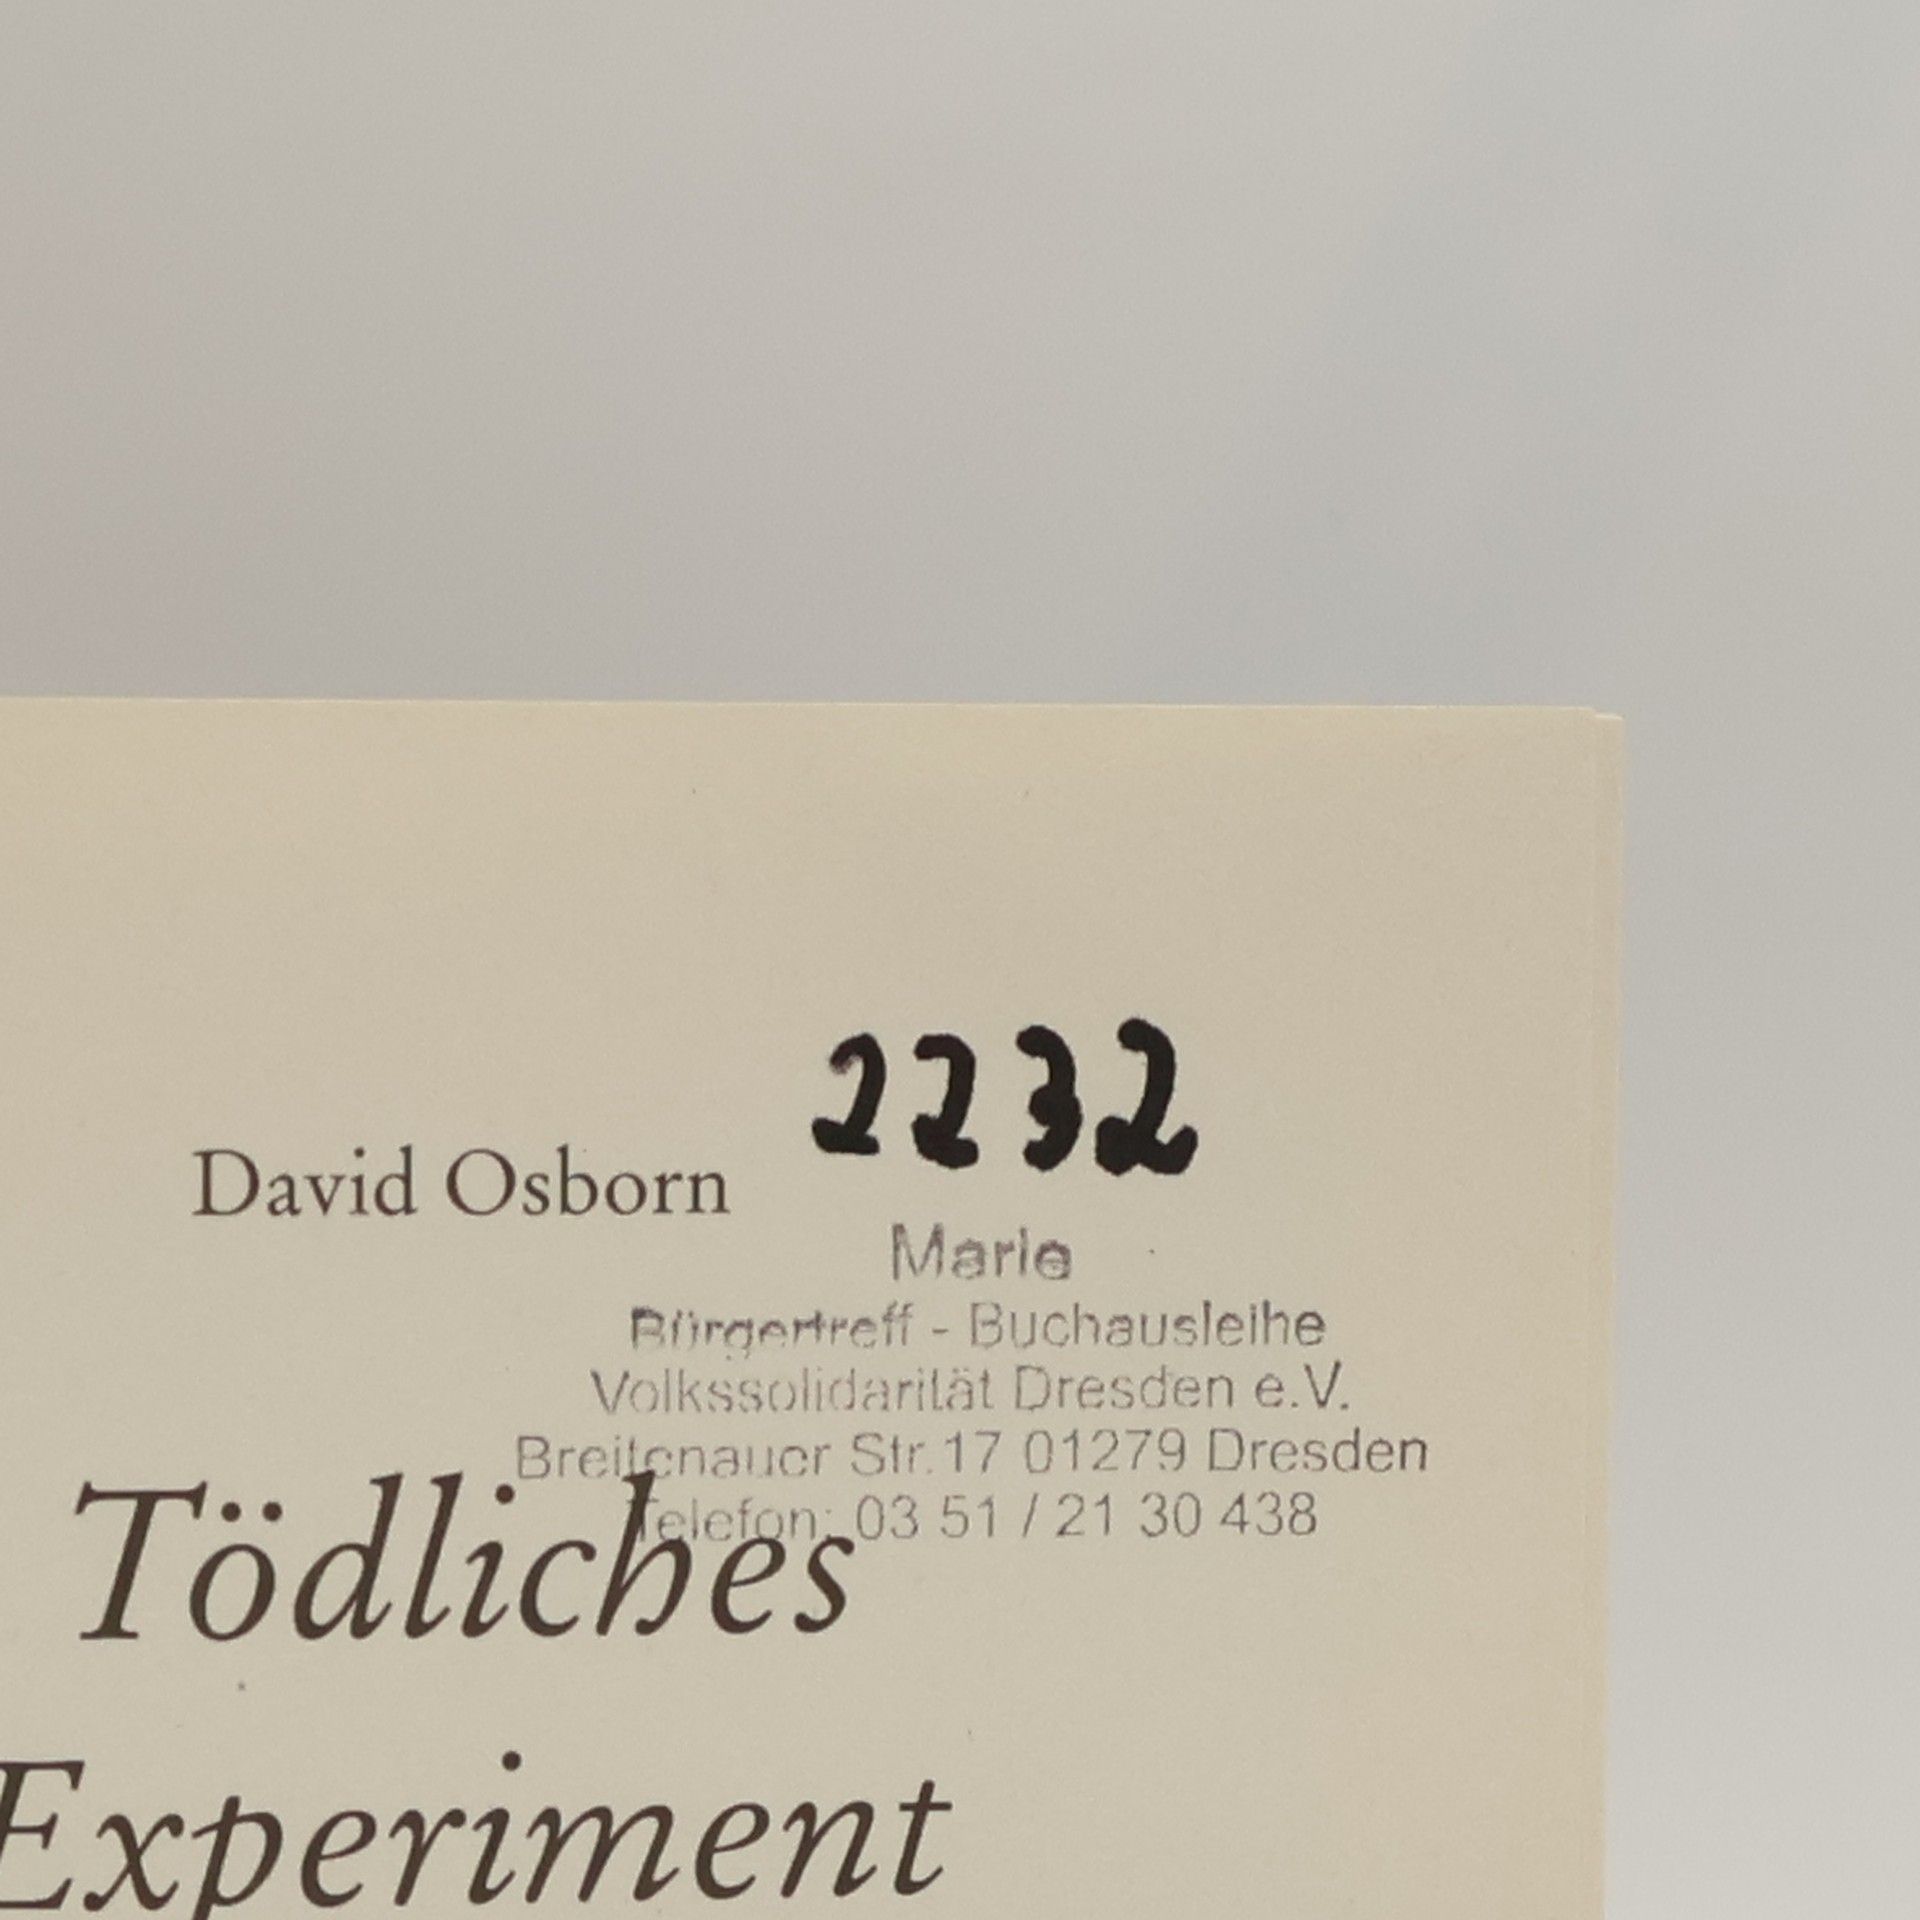 2232
David Osborn
Marie
Bürgertreff - Buchausleihe
Volkssolidarität Dresden e.V.
Breitenauer Str.17 01279 Dresden
Telefon: 03 51 / 21 30 438
Tödliches
Experiment